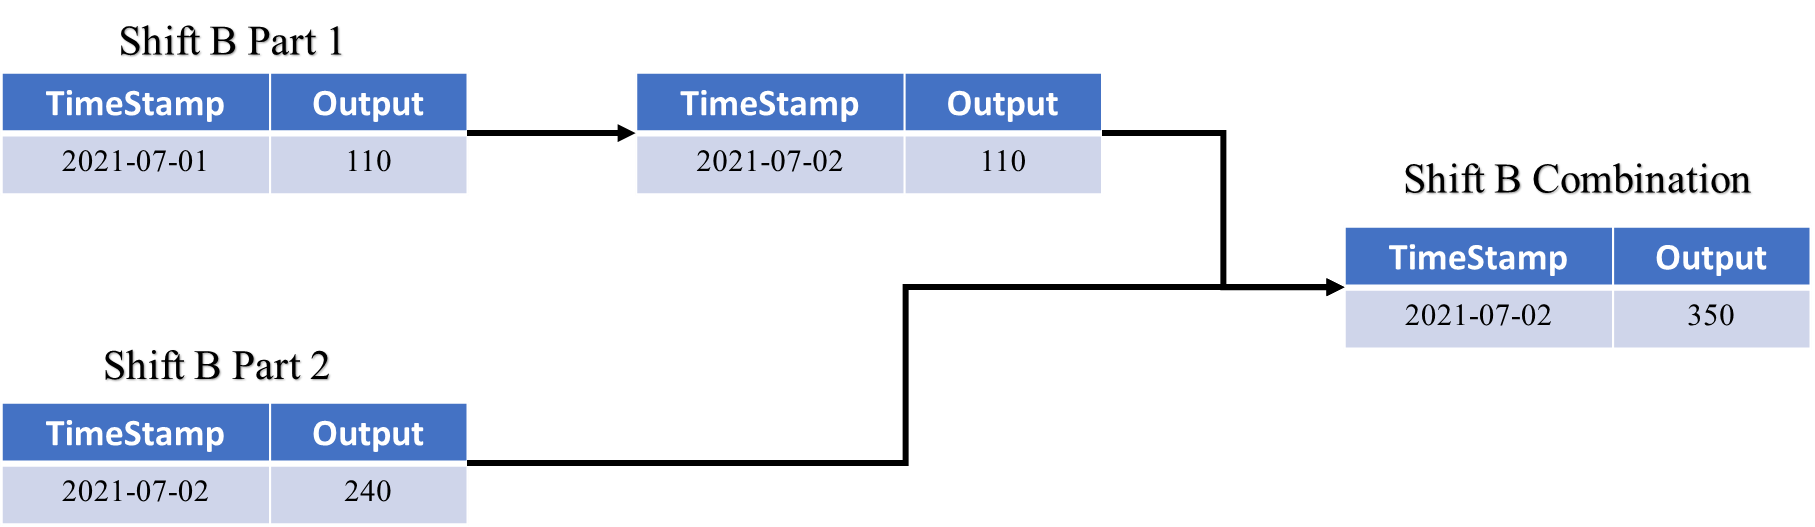 Shift B Part 1
TimeStamp Output
2021-07-01 110
TimeStamp Output
2021-07-02 110
Shift B Combination
TimeStamp Output
2021-07-02 350
Shift B Part 2
TimeStamp Output
2021-07-02 240